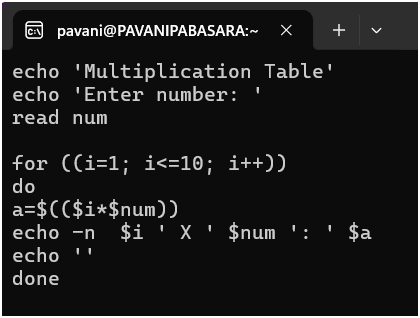 pavani@PAVANIPABASARA:~
echo 'Multiplication Table'
echo 'Enter number: '
read num

for ((i=1; i<=10; i++))
do
a=$(($i*$num))
echo -n  $i ' X ' $num ': ' $a
echo ''
done